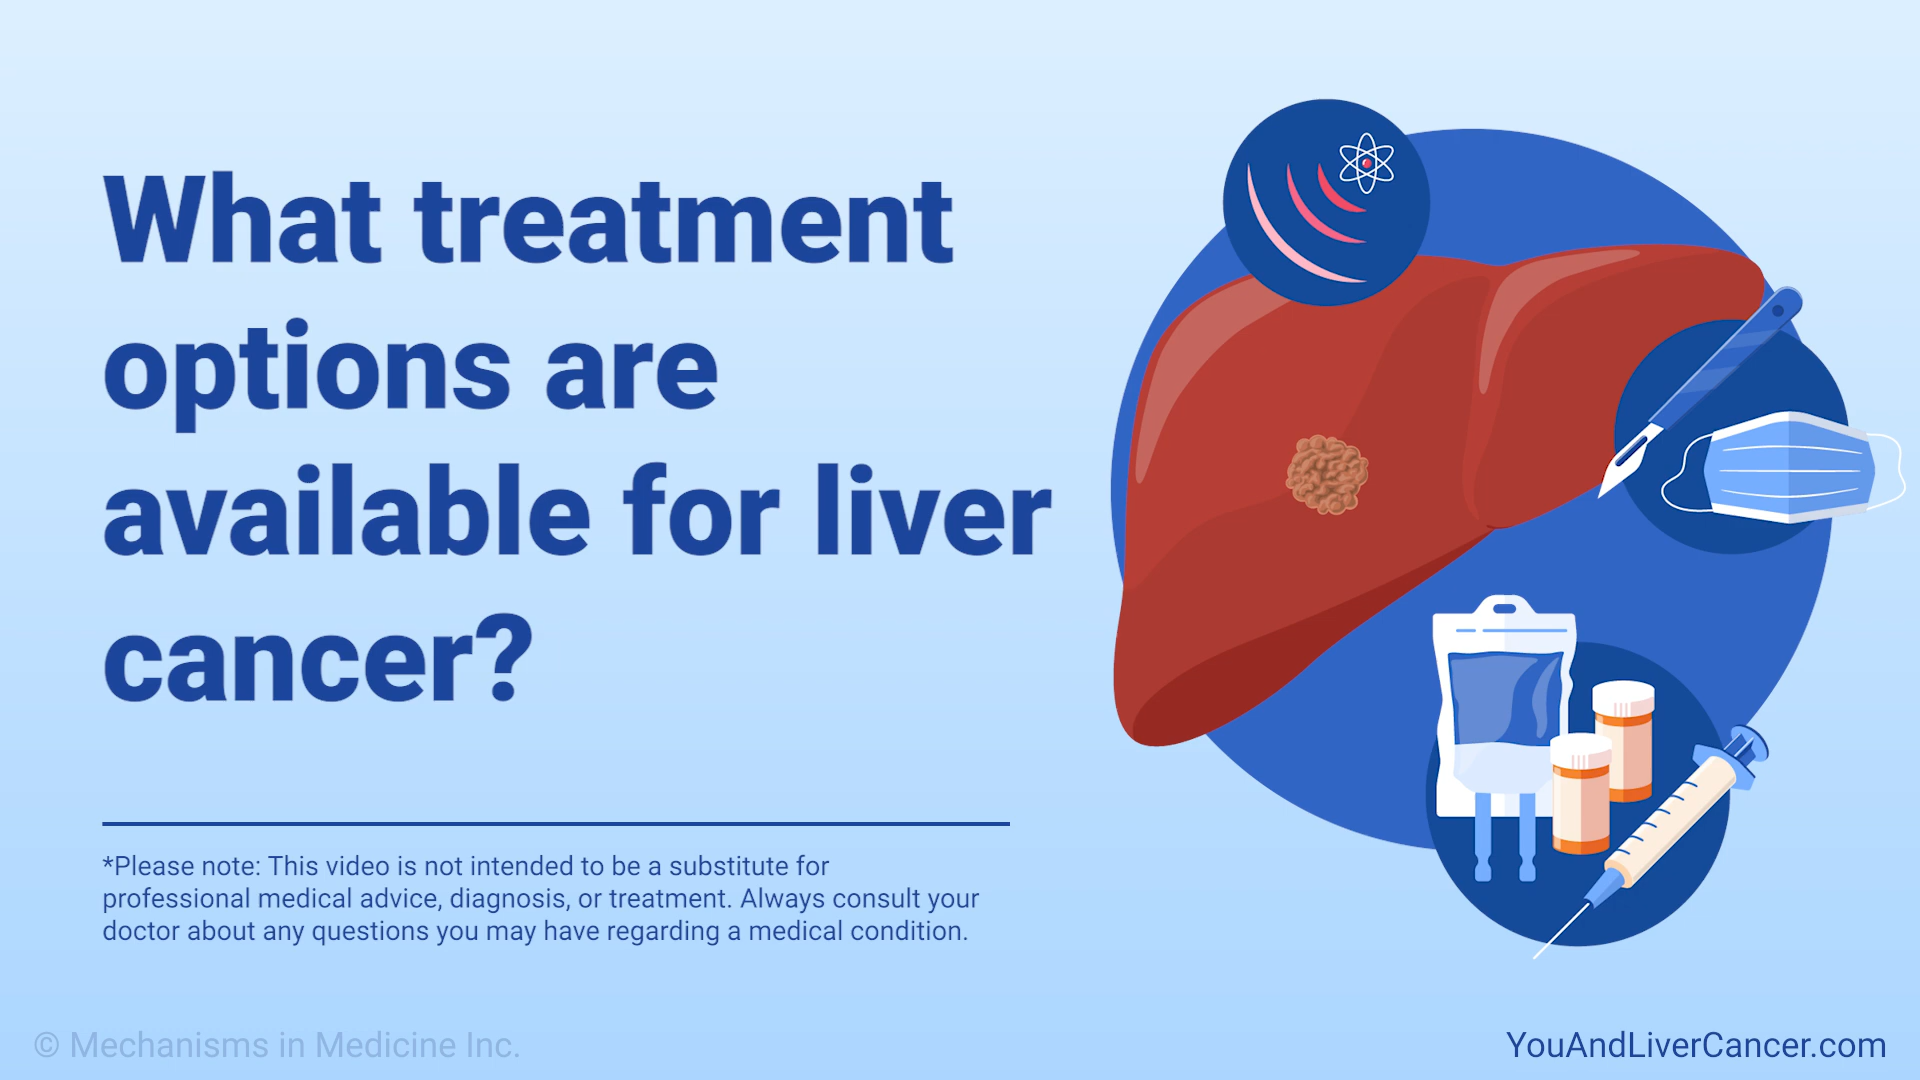 What treatment
options are
available for liver
cancer?
*Please note: This video is not intended to be a substitute for
professional medical advice, diagnosis, or treatment. Always consult your
doctor about any questions you may have regarding a medical condition.
© Mechanisms in Medicine Inc.
YouAndLiverCancer.com